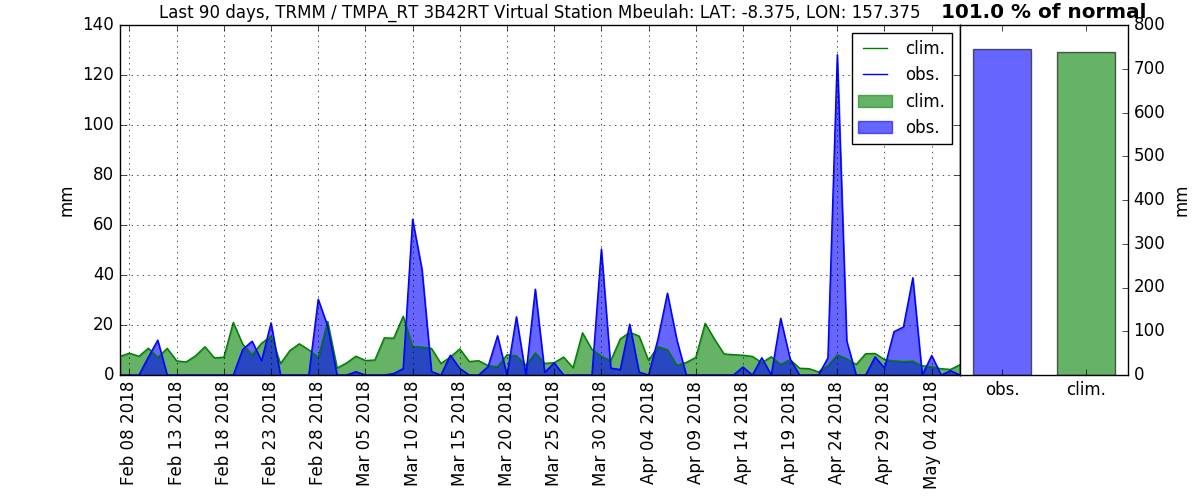 Last 90 days, TRMM / TMPA_RT 3B42RT Virtual Station Mbeulah: LAT: -8.375, LON: 157.375
101.0 % of normal
mm
140
120
100
80
60
40
20
0
clim.
obs.
clim.
obs.
800
700
600
500
400
300
200
100
0
mm
Feb 08 2018
Feb 13 2018
Feb 18 2018
Feb 23 2018
Feb 28 2018
Mar 05 2018
Mar 10 2018
Mar 15 2018
Mar 20 2018
Mar 25 2018
Mar 30 2018
Apr 04 2018
Apr 09 2018
Apr 14 2018
Apr 19 2018
Apr 24 2018
Apr 29 2018
May 04 2018
obs.
clim.